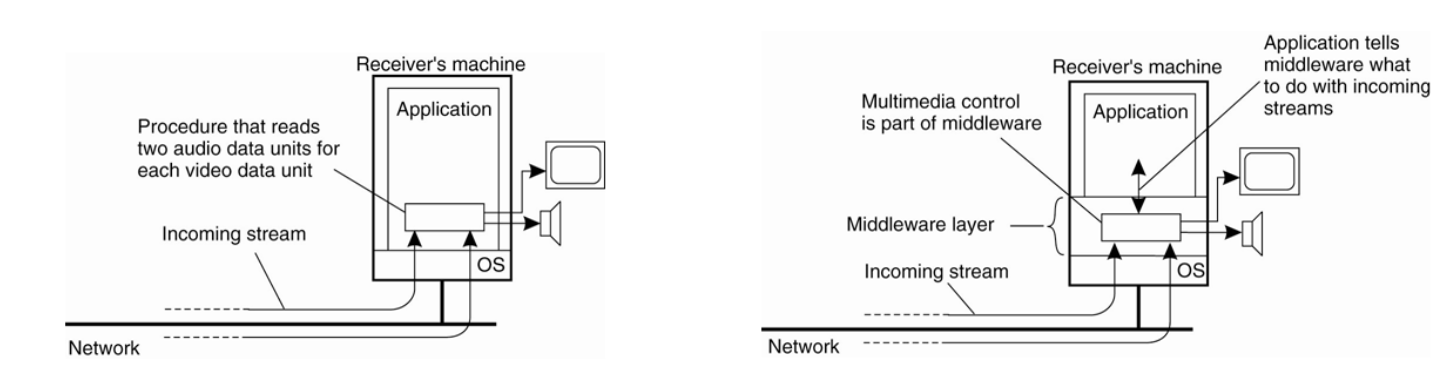 Receiver's machine
Application
Procedure that reads
two audio data units for
each video data unit
Incoming stream
OS
Network
Application tells
middleware what
to do with incoming
streams
Receiver's machine
Multimedia control
is part of middleware
Application
Middleware layer
Incoming stream
OS
Network